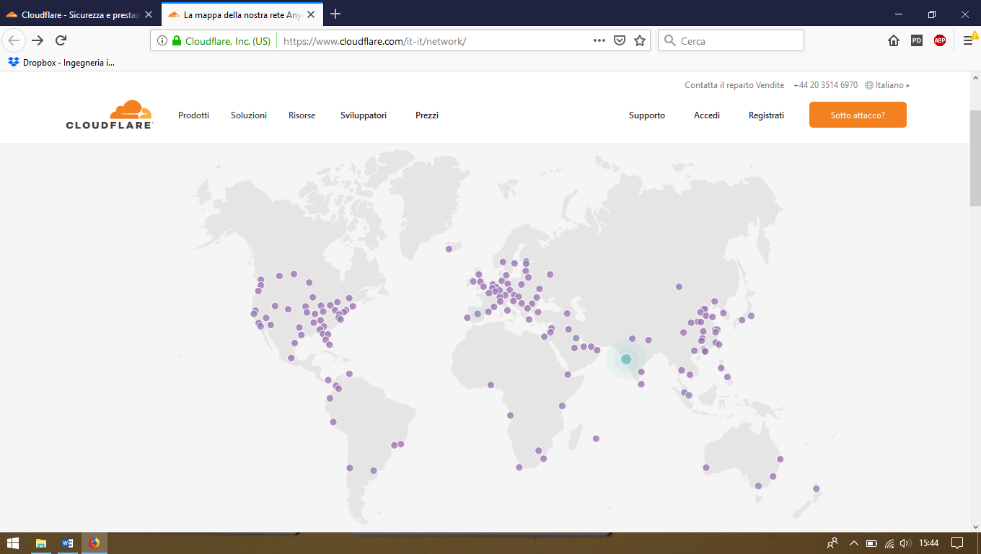 Cloudflare - Sicurezza e prestaz
La mappa della nostra rete Any
Cloudflare, Inc. (US)
https://www.cloudflare.com/it-it/network/
Cerca
PD
ABP
Dropbox - Ingegneria i...
Contatta il reparto Vendite +44 20 3514 6970 Italiano
CLOUDFLARE
Prodotti Soluzioni Risorse Sviluppatori Prezzi
Supporto Accedi Registrati Sotto attacco?
15:44